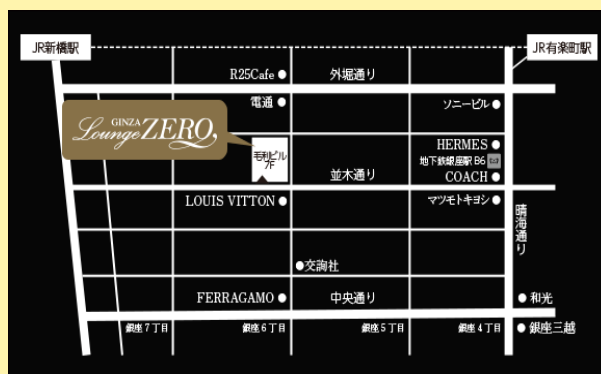 JR新橋駅
JR有楽町駅
R25Cafe
外堀通り
電通
ソニービル
GINZA
Lounge ZERO,
毛利ビル
7F
HERMES
地下鉄銀座駅 B6
COACH
並木通り
LOUIS VITTON
マツモトキヨシ
晴海通り
交詢社
FERRAGAMO
中央通り
和光
銀座7丁目
銀座6丁目
銀座5丁目
銀座4丁目
銀座三越